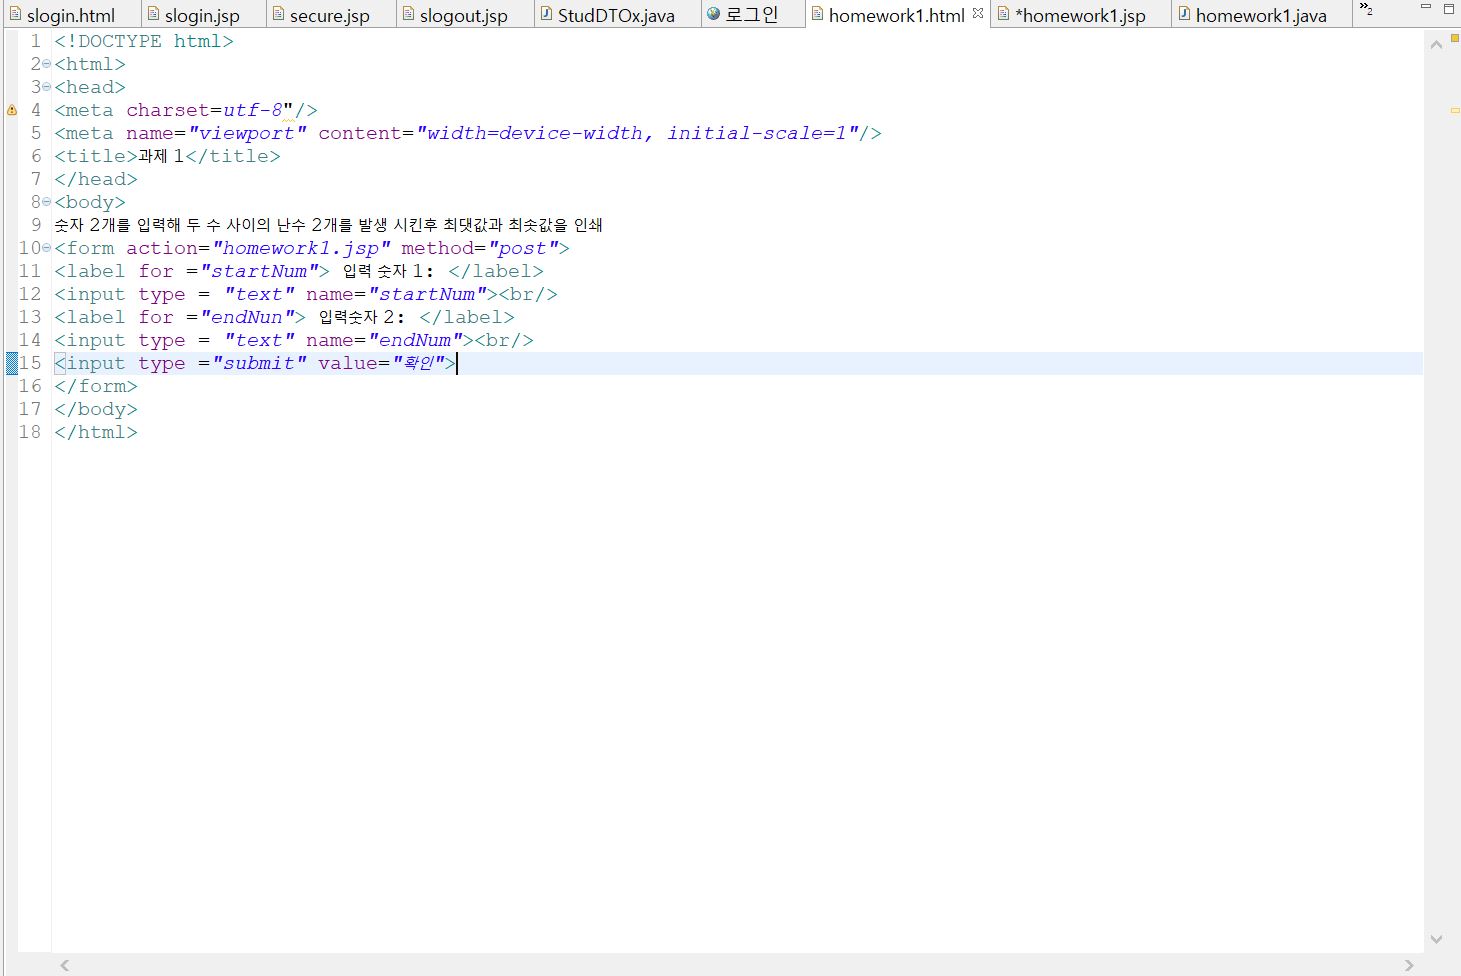 slogin.html slogin.jsp secure.jsp slogout.jsp StudDTOx.java 로그인 homework1.html *homework1.jsp homework1.java »2
1 <!DOCTYPE html>
2 <html>
3 <head>
4 <meta charset=utf-8"/>
5 <meta name="viewport" content="width=device-width, initial-scale=1"/>
6 <title>과제 1</title>
7 </head>
8 <body>
9 숫자 2개를 입력해 두 수 사이의 난수 2개를 발생 시킨후 최댓값과 최솟값을 인쇄
10 <form action="homework1.jsp" method="post">
11 <label for ="startNum"> 입력 숫자 1: </label>
12 <input type = "text" name="startNum"><br/>
13 <label for ="endNun"> 입력숫자 2: </label>
14 <input type = "text" name="endNum"><br/>
15 <input type ="submit" value="확인">
16 </form>
17 </body>
18 </html>